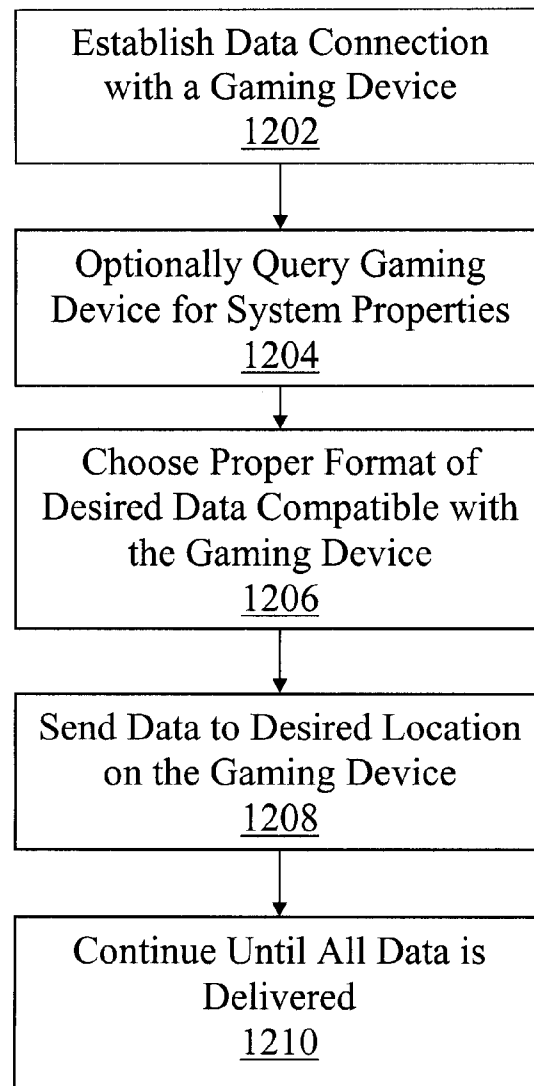 Establish Data Connection
with a Gaming Device
1202
Optionally Query Gaming
Device for System Properties
1204
Choose Proper Format of
Desired Data Compatible with
the Gaming Device
1206
Send Data to Desired Location
on the Gaming Device
1208
Continue Until All Data is
Delivered
1210